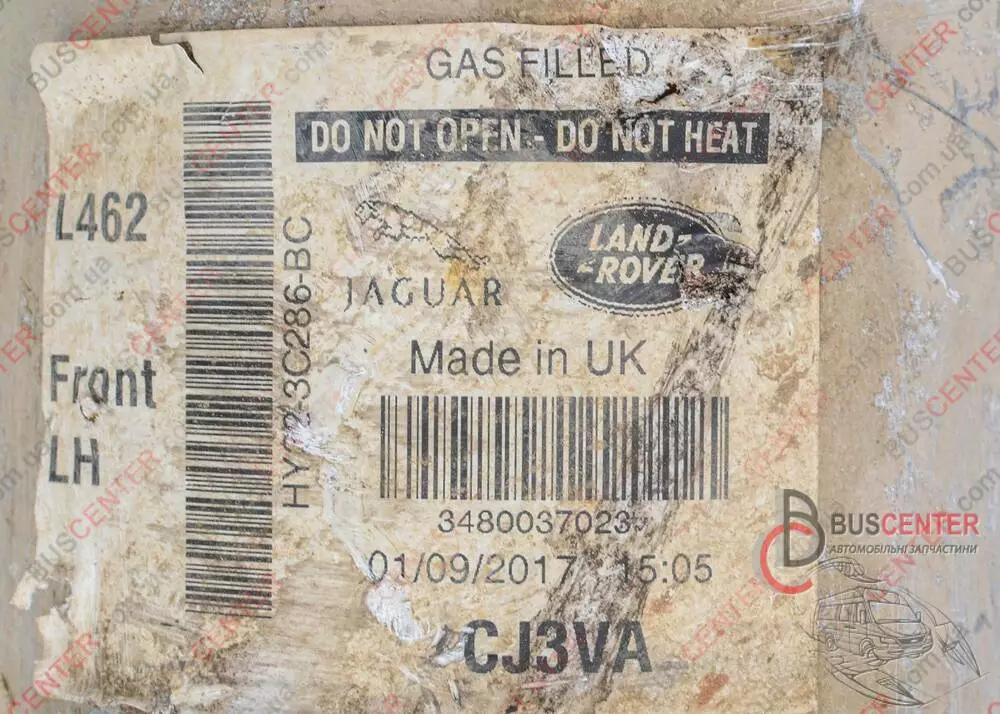 GAS FILLED
DO NOT OPEN - DO NOT HEAT
L462
JAGUAR
LAND-
-ROVER
Made in UK
Front
LH
3480037023
01/09/2017 15:05
CJ3VA
BUSCENTER
АВТОМОБІЛЬНІ ЗАПЧАСТИНИ